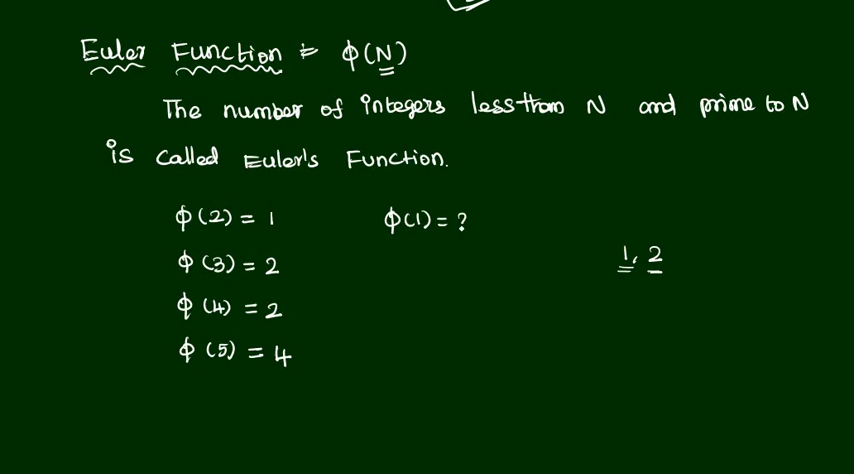 Euler Function = φ(N)
The number of integers less than N and prime to N
is called Euler's Function.
φ(2) = 1 φ(1) = ?
φ(3) = 2 1, 2
φ(4) = 2
φ(5) = 4